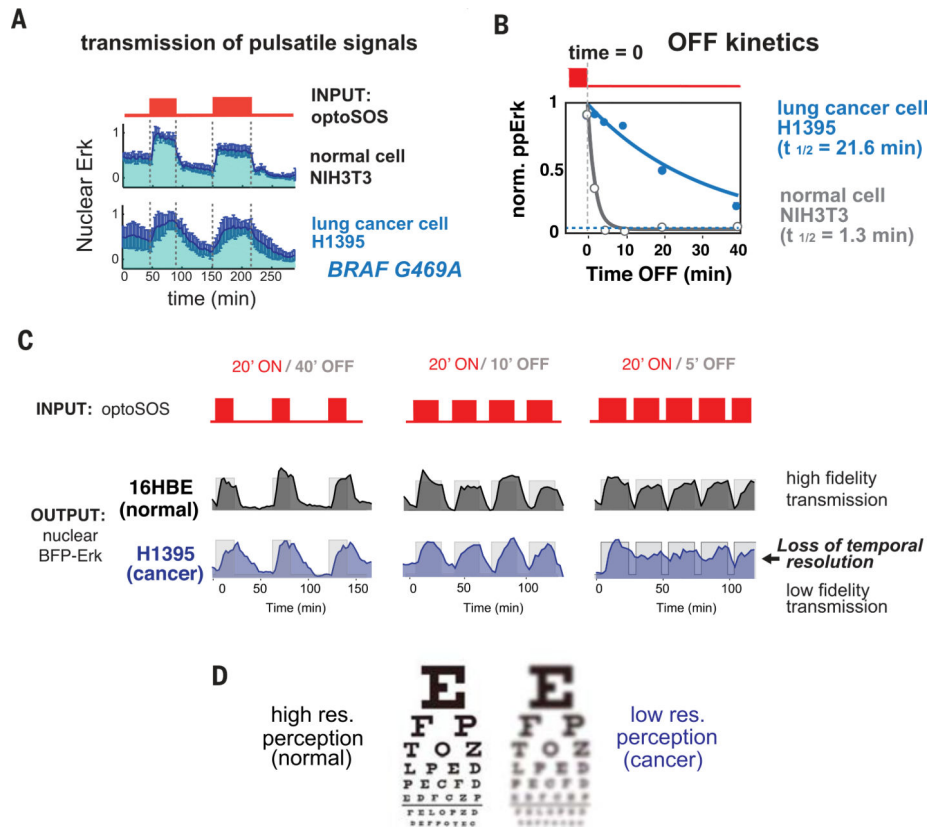 A
transmission of pulsatile signals
INPUT:
optoSOS
normal cell
NIH3T3
lung cancer cell
H1395
BRAF G469A
Nuclear Erk
1
0
1
0
0 50 100 150 200 250
time (min)
B
OFF kinetics
time = 0
norm. ppErk
1
0.5
0
0 10 20 30 40
Time OFF (min)
lung cancer cell
H1395
(t 1/2 = 21.6 min)
normal cell
NIH3T3
(t 1/2 = 1.3 min)
C
20' ON / 40' OFF
20' ON / 10' OFF
20' ON / 5' OFF
INPUT: optoSOS
OUTPUT:
nuclear
BFP-Erk
16HBE
(normal)
H1395
(cancer)
high fidelity
transmission
Loss of temporal
resolution
low fidelity
transmission
0 50 100 150
Time (min)
0 50 100
Time (min)
0 50 100
Time (min)
D
high res.
perception
(normal)
E
F P
T O Z
L P E D
P E C F D
E D F C Z P
F E L O P Z D
D E F P O T E C
E
F P
T O Z
L P E D
P E C F D
E D F C Z P
low res.
perception
(cancer)